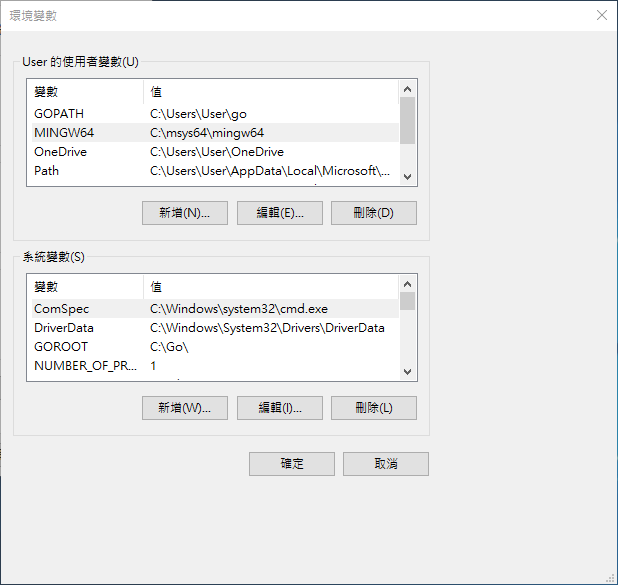 環境變數
User 的使用者變數(U)
變數 值
GOPATH C:\Users\User\go
MINGW64 C:\msys64\mingw64
OneDrive C:\Users\User\OneDrive
Path C:\Users\User\AppData\Local\Microsoft\...
新增(N)... 編輯(E)... 刪除(D)
系統變數(S)
變數 值
ComSpec C:\Windows\system32\cmd.exe
DriverData C:\Windows\System32\Drivers\DriverData
GOROOT C:\Go\
NUMBER_OF_PR... 1
新增(W)... 編輯(I)... 刪除(L)
確定 取消